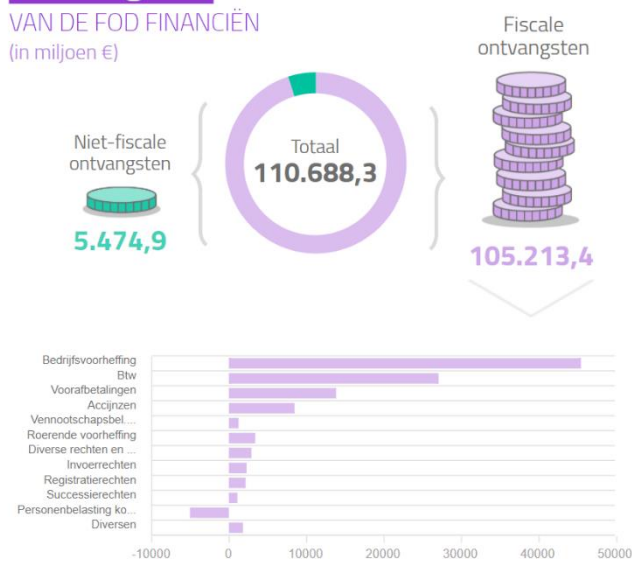 VAN DE FOD FINANCIËN
(in miljoen €)
Fiscale
ontvangsten
Niet-fiscale
ontvangsten
5.474,9
Totaal
110.688,3
105.213,4
Bedrijfsvoorheffing
Btw
Voorafbetalingen
Accijnzen
Vennootschapsbel....
Roerende voorheffing
Diverse rechten en ...
Invoerrechten
Registratierechten
Successierechten
Personenbelasting ko...
Diversen
-10000 0 10000 20000 30000 40000 50000